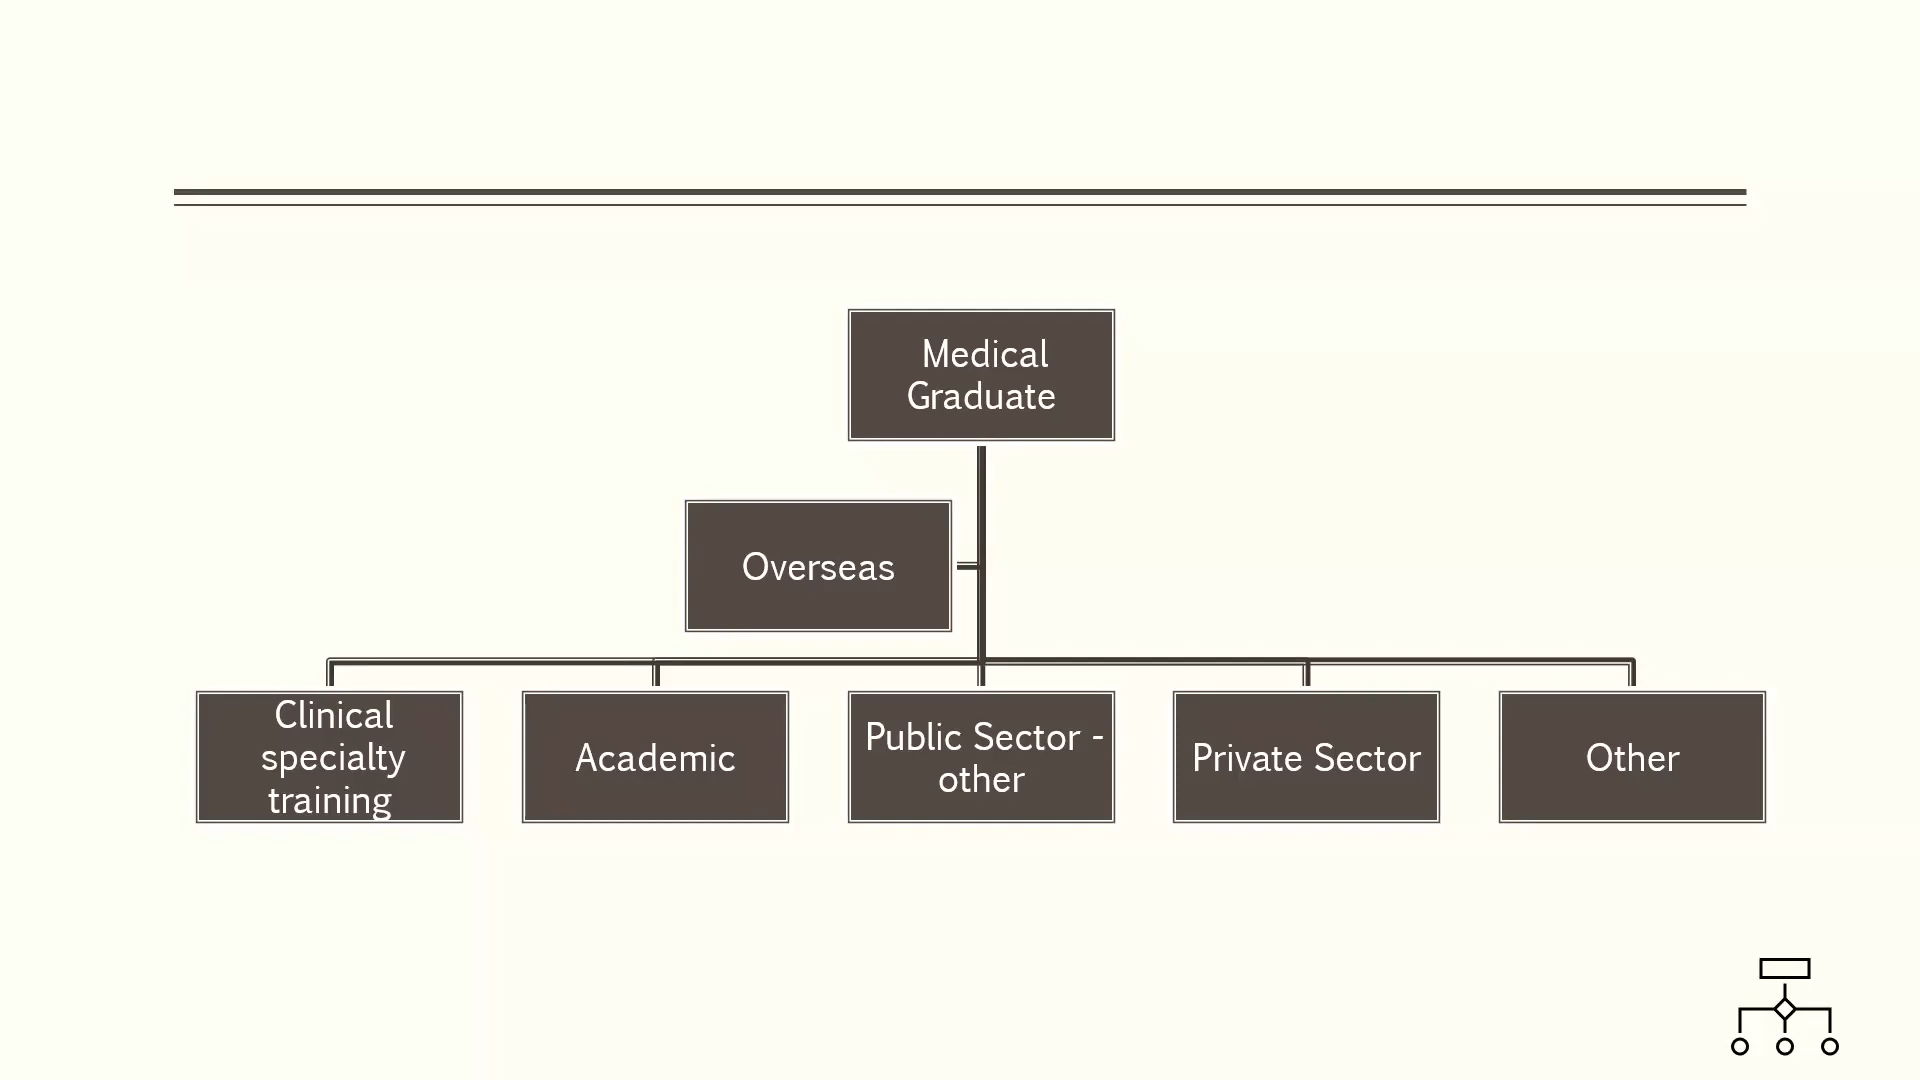 Medical
Graduate
Overseas
Clinical
specialty
training
Academic
Public Sector -
other
Private Sector
Other